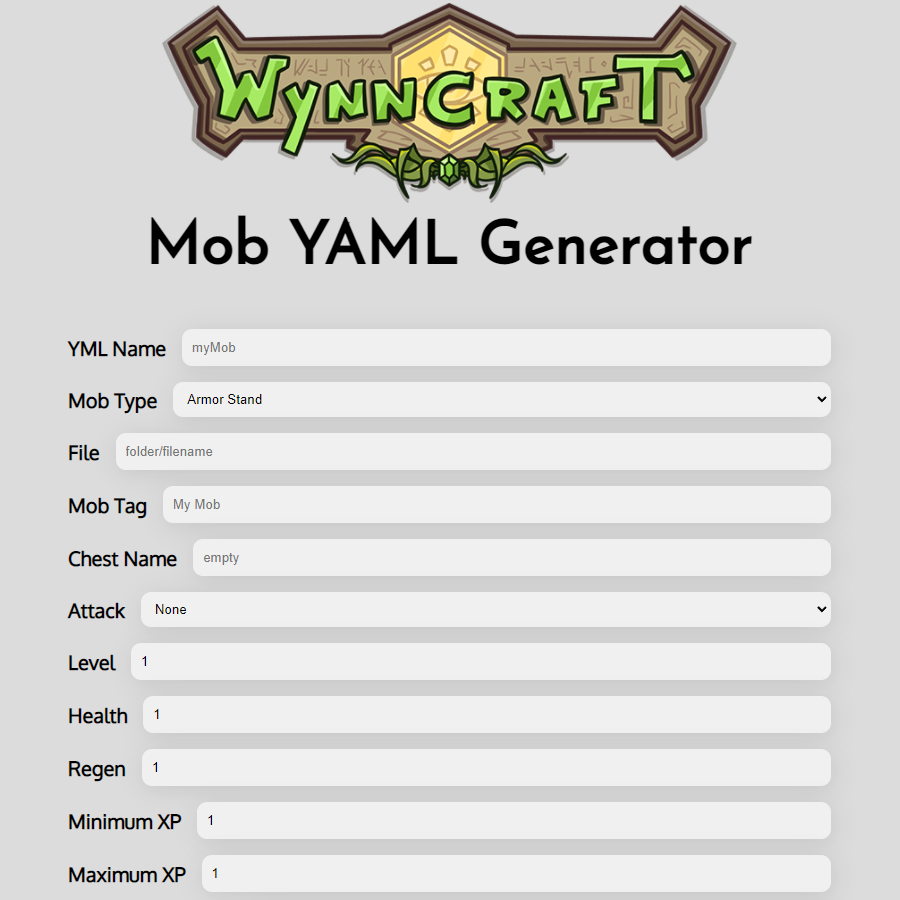 WYNNCRAFT
Mob YAML Generator
YML Name myMob
Mob Type Armor Stand
File folder/filename
Mob Tag My Mob
Chest Name empty
Attack None
Level 1
Health 1
Regen 1
Minimum XP 1
Maximum XP 1